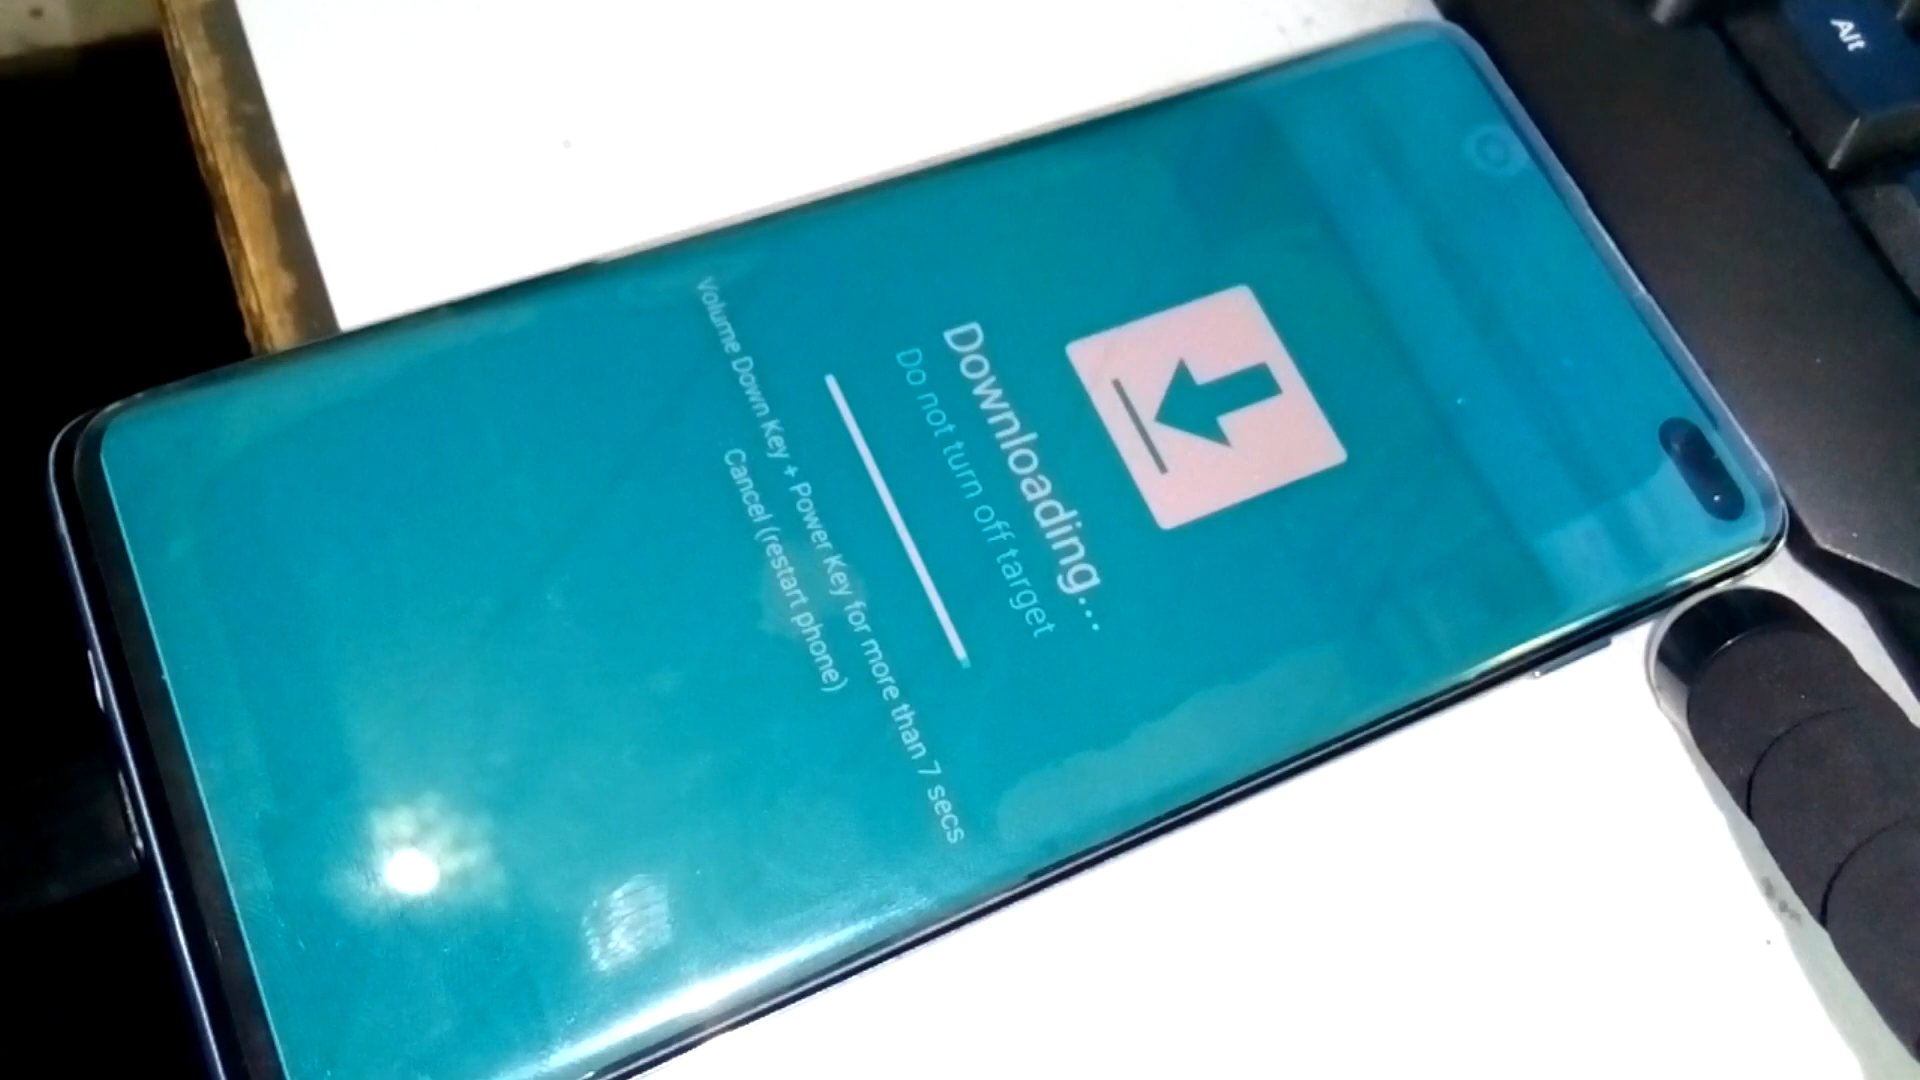 Downloading...
Do not turn off target
Volume Down Key + Power Key for more than 7 secs
Cancel (restart phone)
Alt